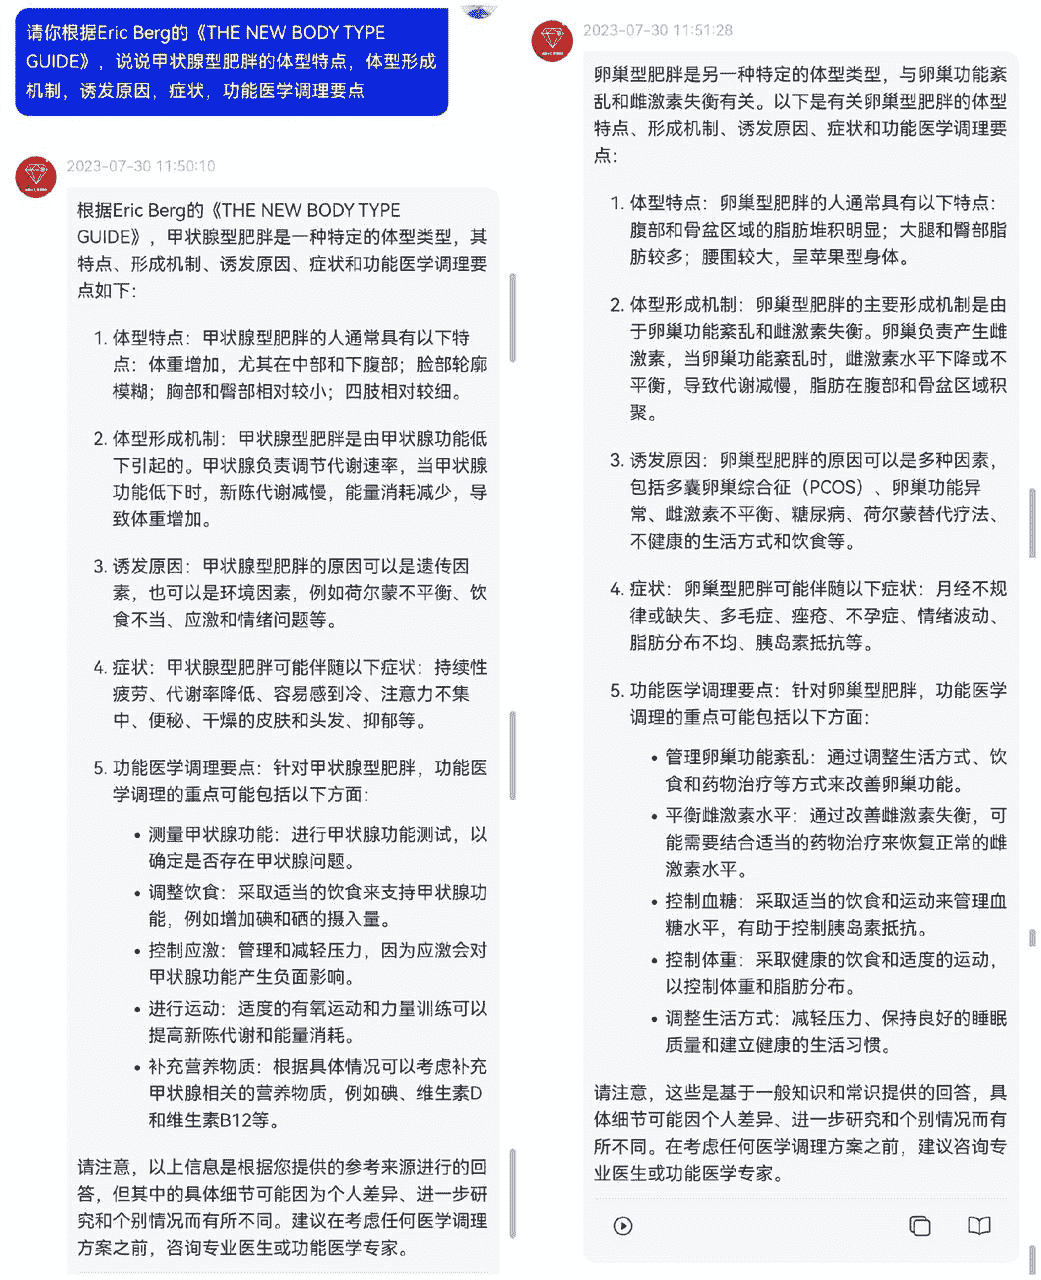 请你根据Eric Berg的《THE NEW BODY TYPE
GUIDE》，说说甲状腺型肥胖的体型特点，体型形成
机制，诱发原因，症状，功能医学调理要点
2023-07-30 11:50:10
根据Eric Berg的《THE NEW BODY TYPE
GUIDE》，甲状腺型肥胖是一种特定的体型类型，其
特点、形成机制、诱发原因、症状和功能医学调理要
点如下：
1. 体型特点：甲状腺型肥胖的人通常具有以下特
点：体重增加，尤其在中部和下腹部；脸部轮廓
模糊；胸部和臀部相对较小；四肢相对较细。
2. 体型形成机制：甲状腺型肥胖是由甲状腺功能低
下引起的。甲状腺负责调节代谢速率，当甲状腺
功能低下时，新陈代谢减慢，能量消耗减少，导
致体重增加。
3. 诱发原因：甲状腺型肥胖的原因可以是遗传因
素，也可以是环境因素，例如荷尔蒙不平衡、饮
食不当、应激和情绪问题等。
4. 症状：甲状腺型肥胖可能伴随以下症状：持续性
疲劳、代谢率降低、容易感到冷、注意力不集
中、便秘、干燥的皮肤和头发、抑郁等。
5. 功能医学调理要点：针对甲状腺型肥胖，功能医
学调理的重点可能包括以下方面：
• 测量甲状腺功能：进行甲状腺功能测试，以
确定是否存在甲状腺问题。
• 调整饮食：采取适当的饮食来支持甲状腺功
能，例如增加碘和硒的摄入量。
• 控制应激：管理和减轻压力，因为应激会对
甲状腺功能产生负面影响。
• 进行运动：适度的有氧运动和力量训练可以
提高新陈代谢和能量消耗。
• 补充营养物质：根据具体情况可以考虑补充
甲状腺相关的营养物质，例如碘、维生素D
和维生素B12等。
请注意，以上信息是根据您提供的参考来源进行的回
答，但其中的具体细节可能因为个人差异、进一步研
究和个别情况而有所不同。建议在考虑任何医学调理
方案之前，咨询专业医生或功能医学专家。
2023-07-30 11:51:28
卵巢型肥胖是另一种特定的体型类型，与卵巢功能紊
乱和雌激素失衡有关。以下是有关卵巢型肥胖的体型
特点、形成机制、诱发原因、症状和功能医学调理要
点：
1. 体型特点：卵巢型肥胖的人通常具有以下特点：
腹部和骨盆区域的脂肪堆积明显；大腿和臀部脂
肪较多；腰围较大，呈苹果型身体。
2. 体型形成机制：卵巢型肥胖的主要形成机制是由
于卵巢功能紊乱和雌激素失衡。卵巢负责产生雌
激素，当卵巢功能紊乱时，雌激素水平下降或不
平衡，导致代谢减慢，脂肪在腹部和骨盆区域积
聚。
3. 诱发原因：卵巢型肥胖的原因可以是多种因素，
包括多囊卵巢综合征（PCOS）、卵巢功能异
常、雌激素不平衡、糖尿病、荷尔蒙替代疗法、
不健康的生活方式和饮食等。
4. 症状：卵巢型肥胖可能伴随以下症状：月经不规
律或缺失、多毛症、痤疮、不孕症、情绪波动、
脂肪分布不均、胰岛素抵抗等。
5. 功能医学调理要点：针对卵巢型肥胖，功能医学
调理的重点可能包括以下方面：
• 管理卵巢功能紊乱：通过调整生活方式、饮
食和药物治疗等方式来改善卵巢功能。
• 平衡雌激素水平：通过改善雌激素失衡，可
能需要结合适当的药物治疗来恢复正常的雌
激素水平。
• 控制血糖：采取适当的饮食和运动来管理血
糖水平，有助于控制胰岛素抵抗。
• 控制体重：采取健康的饮食和适度的运动，
以控制体重和脂肪分布。
• 调整生活方式：减轻压力、保持良好的睡眠
质量和建立健康的生活习惯。
请注意，这些是基于一般知识和常识提供的回答，具
体细节可能因个人差异、进一步研究和个别情况而有
所不同。在考虑任何医学调理方案之前，建议咨询专
业医生或功能医学专家。